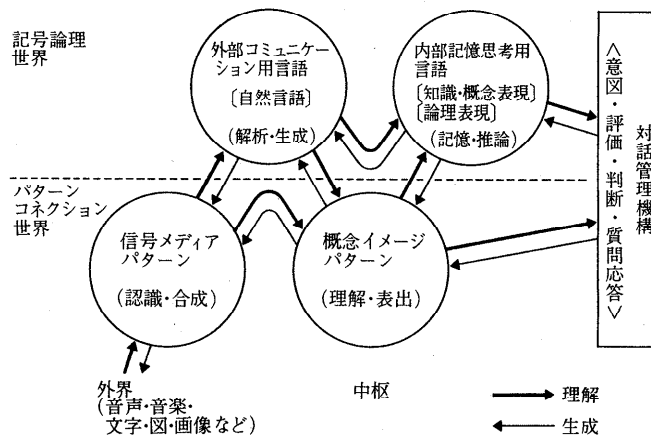 記号論理
世界
外部コミュニケー
ション用言語
〔自然言語〕
(解析・生成)
内部記憶思考用
言語
〔知識・概念表現〕
〔論理表現〕
(記憶・推論)
<意図・評価・判断・質問応答>
対話管理機構
パターン
コネクション
世界
信号メディア
パターン
(認識・合成)
概念イメージ
パターン
(理解・表出)
外界
(音声・音楽・
文字・図・画像など)
中枢
理解
生成